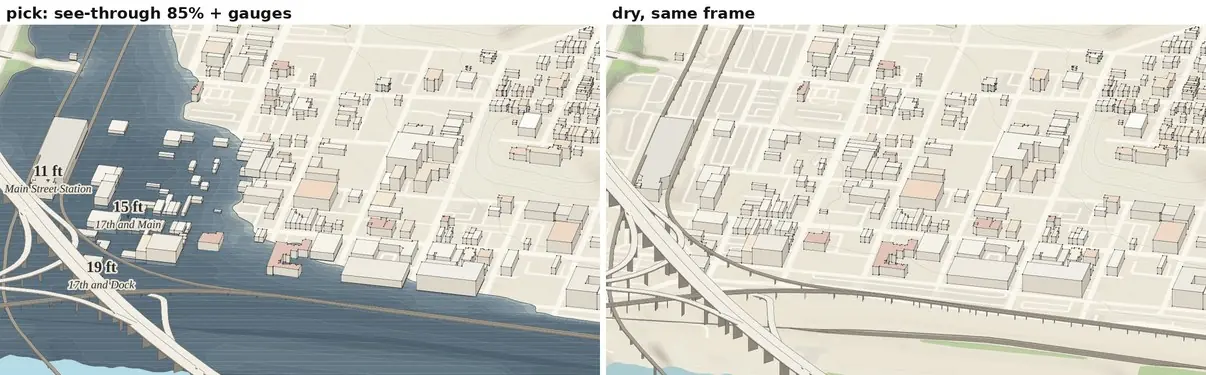 pick: see-through 85% + gauges
dry, same frame
11 ft
Main Street Station
15 ft
17th and Main
19 ft
17th and Dock